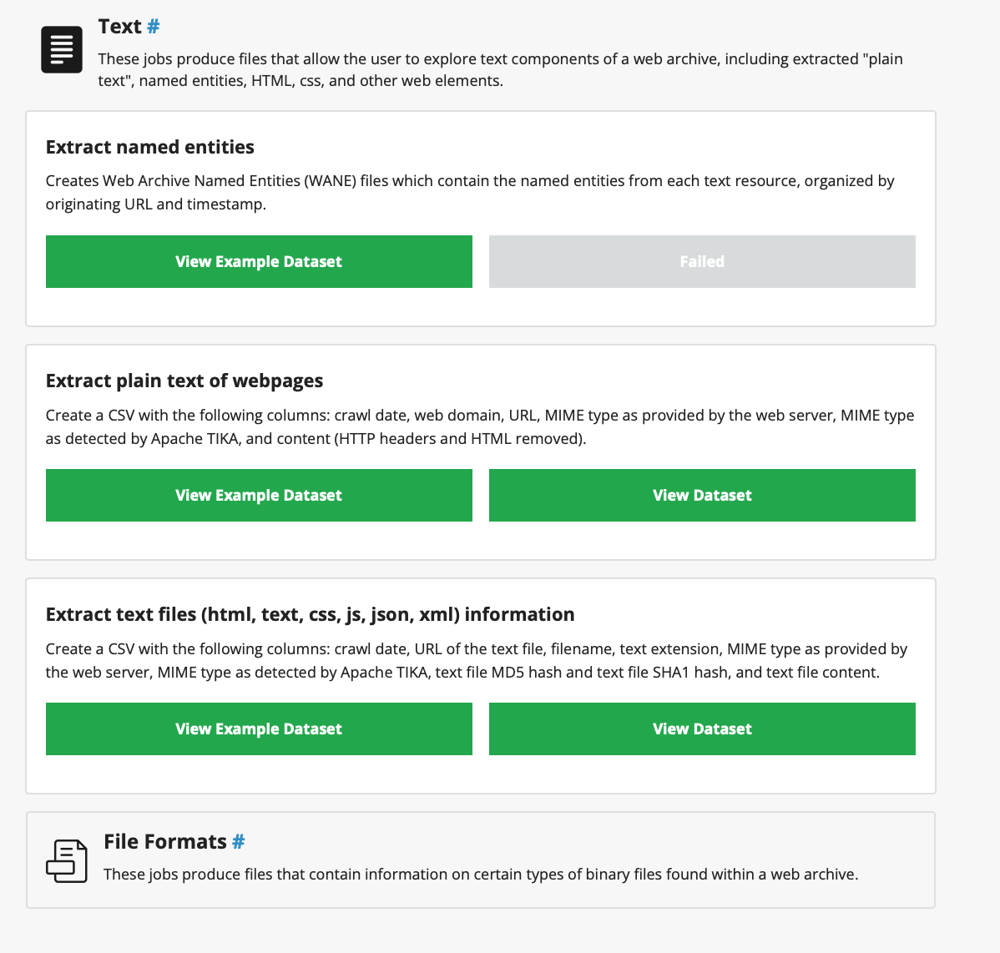 Text #
These jobs produce files that allow the user to explore text components of a web archive, including extracted "plain
text", named entities, HTML, css, and other web elements.
Extract named entities
Creates Web Archive Named Entities (WANE) files which contain the named entities from each text resource, organized by
originating URL and timestamp.
View Example Dataset
Failed
Extract plain text of webpages
Create a CSV with the following columns: crawl date, web domain, URL, MIME type as provided by the web server, MIME type
as detected by Apache TIKA, and content (HTTP headers and HTML removed).
View Example Dataset
View Dataset
Extract text files (html, text, css, js, json, xml) information
Create a CSV with the following columns: crawl date, URL of the text file, filename, text extension, MIME type as provided by
the web server, MIME type as detected by Apache TIKA, text file MD5 hash and text file SHA1 hash, and text file content.
View Example Dataset
View Dataset
File Formats #
These jobs produce files that contain information on certain types of binary files found within a web archive.